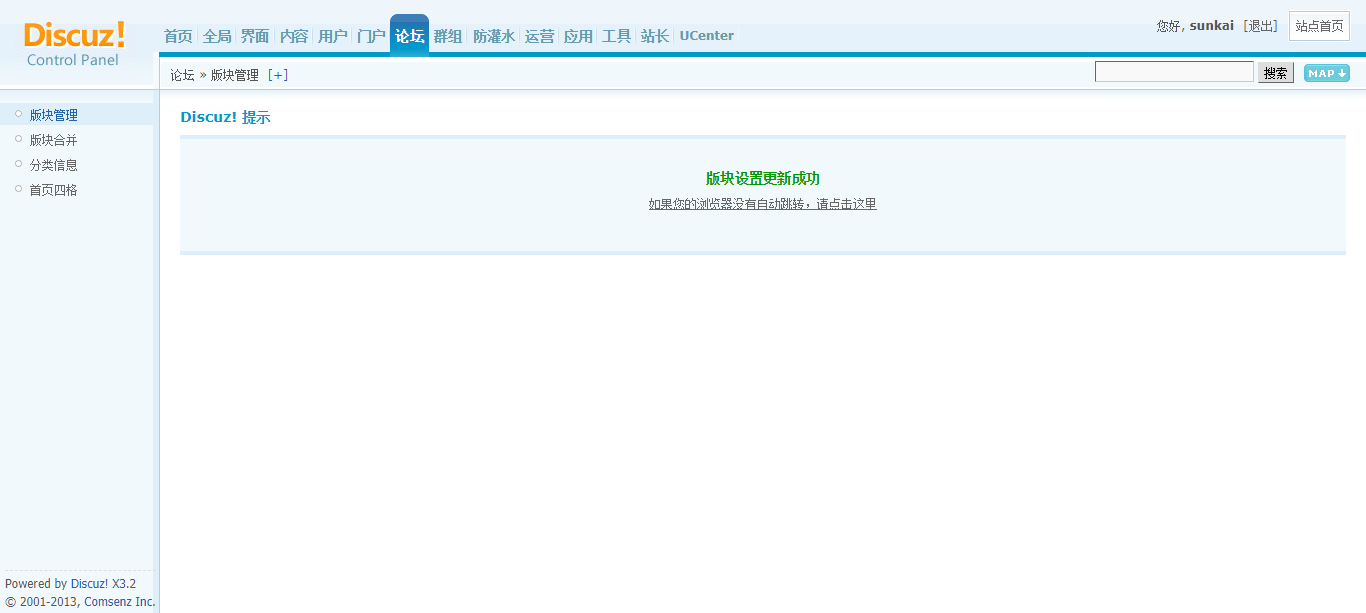 Discuz!
Control Panel
首页 全局 界面 内容 用户 门户 论坛 群组 防灌水 运营 应用 工具 站长 UCenter
您好, sunkai [退出] 站点首页
论坛 » 版块管理 [+]
搜索 MAP
版块管理
版块合并
分类信息
首页四格
Discuz! 提示
版块设置更新成功
如果您的浏览器没有自动跳转，请点击这里
Powered by Discuz! X3.2
© 2001-2013, Comsenz Inc.